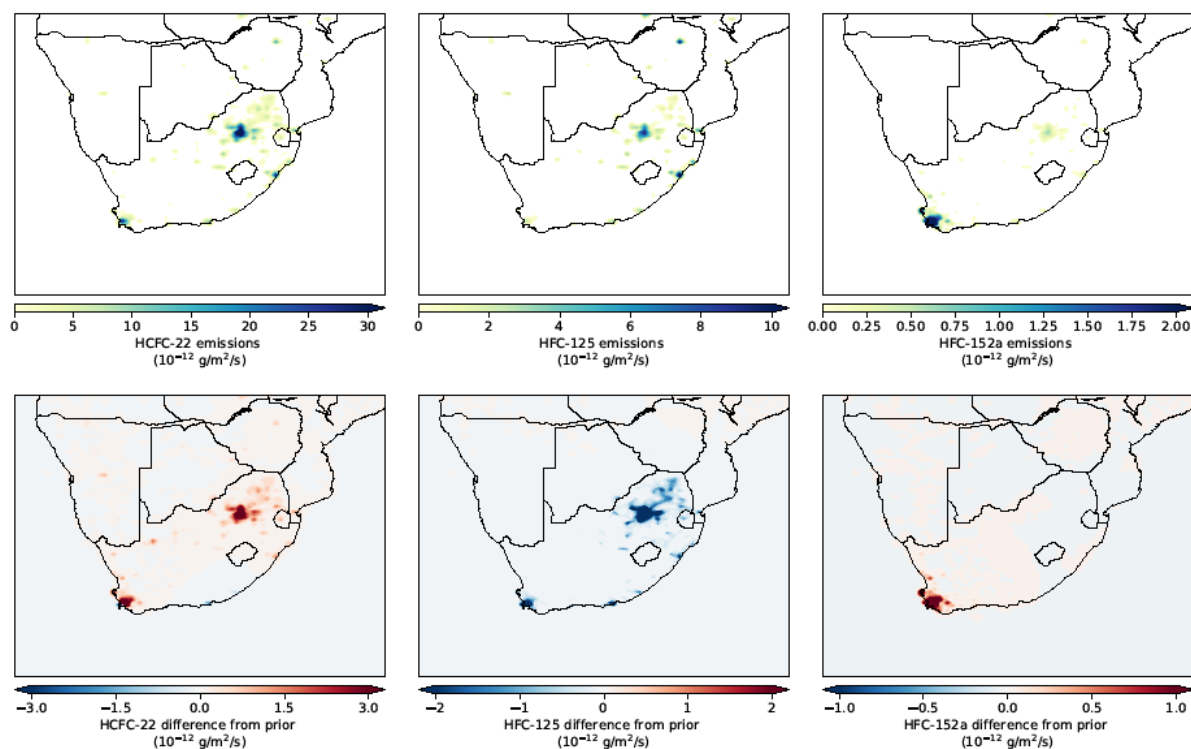 0 5 10 15 20 25 30
HCFC-22 emissions
(10⁻¹² g/m²/s)
0 2 4 6 8 10
HFC-125 emissions
(10⁻¹² g/m²/s)
0.00 0.25 0.50 0.75 1.00 1.25 1.50 1.75 2.00
HFC-152a emissions
(10⁻¹² g/m²/s)
−3.0 −1.5 0.0 1.5 3.0
HCFC-22 difference from prior
(10⁻¹² g/m²/s)
−2 −1 0 1 2
HFC-125 difference from prior
(10⁻¹² g/m²/s)
−1.0 −0.5 0.0 0.5 1.0
HFC-152a difference from prior
(10⁻¹² g/m²/s)